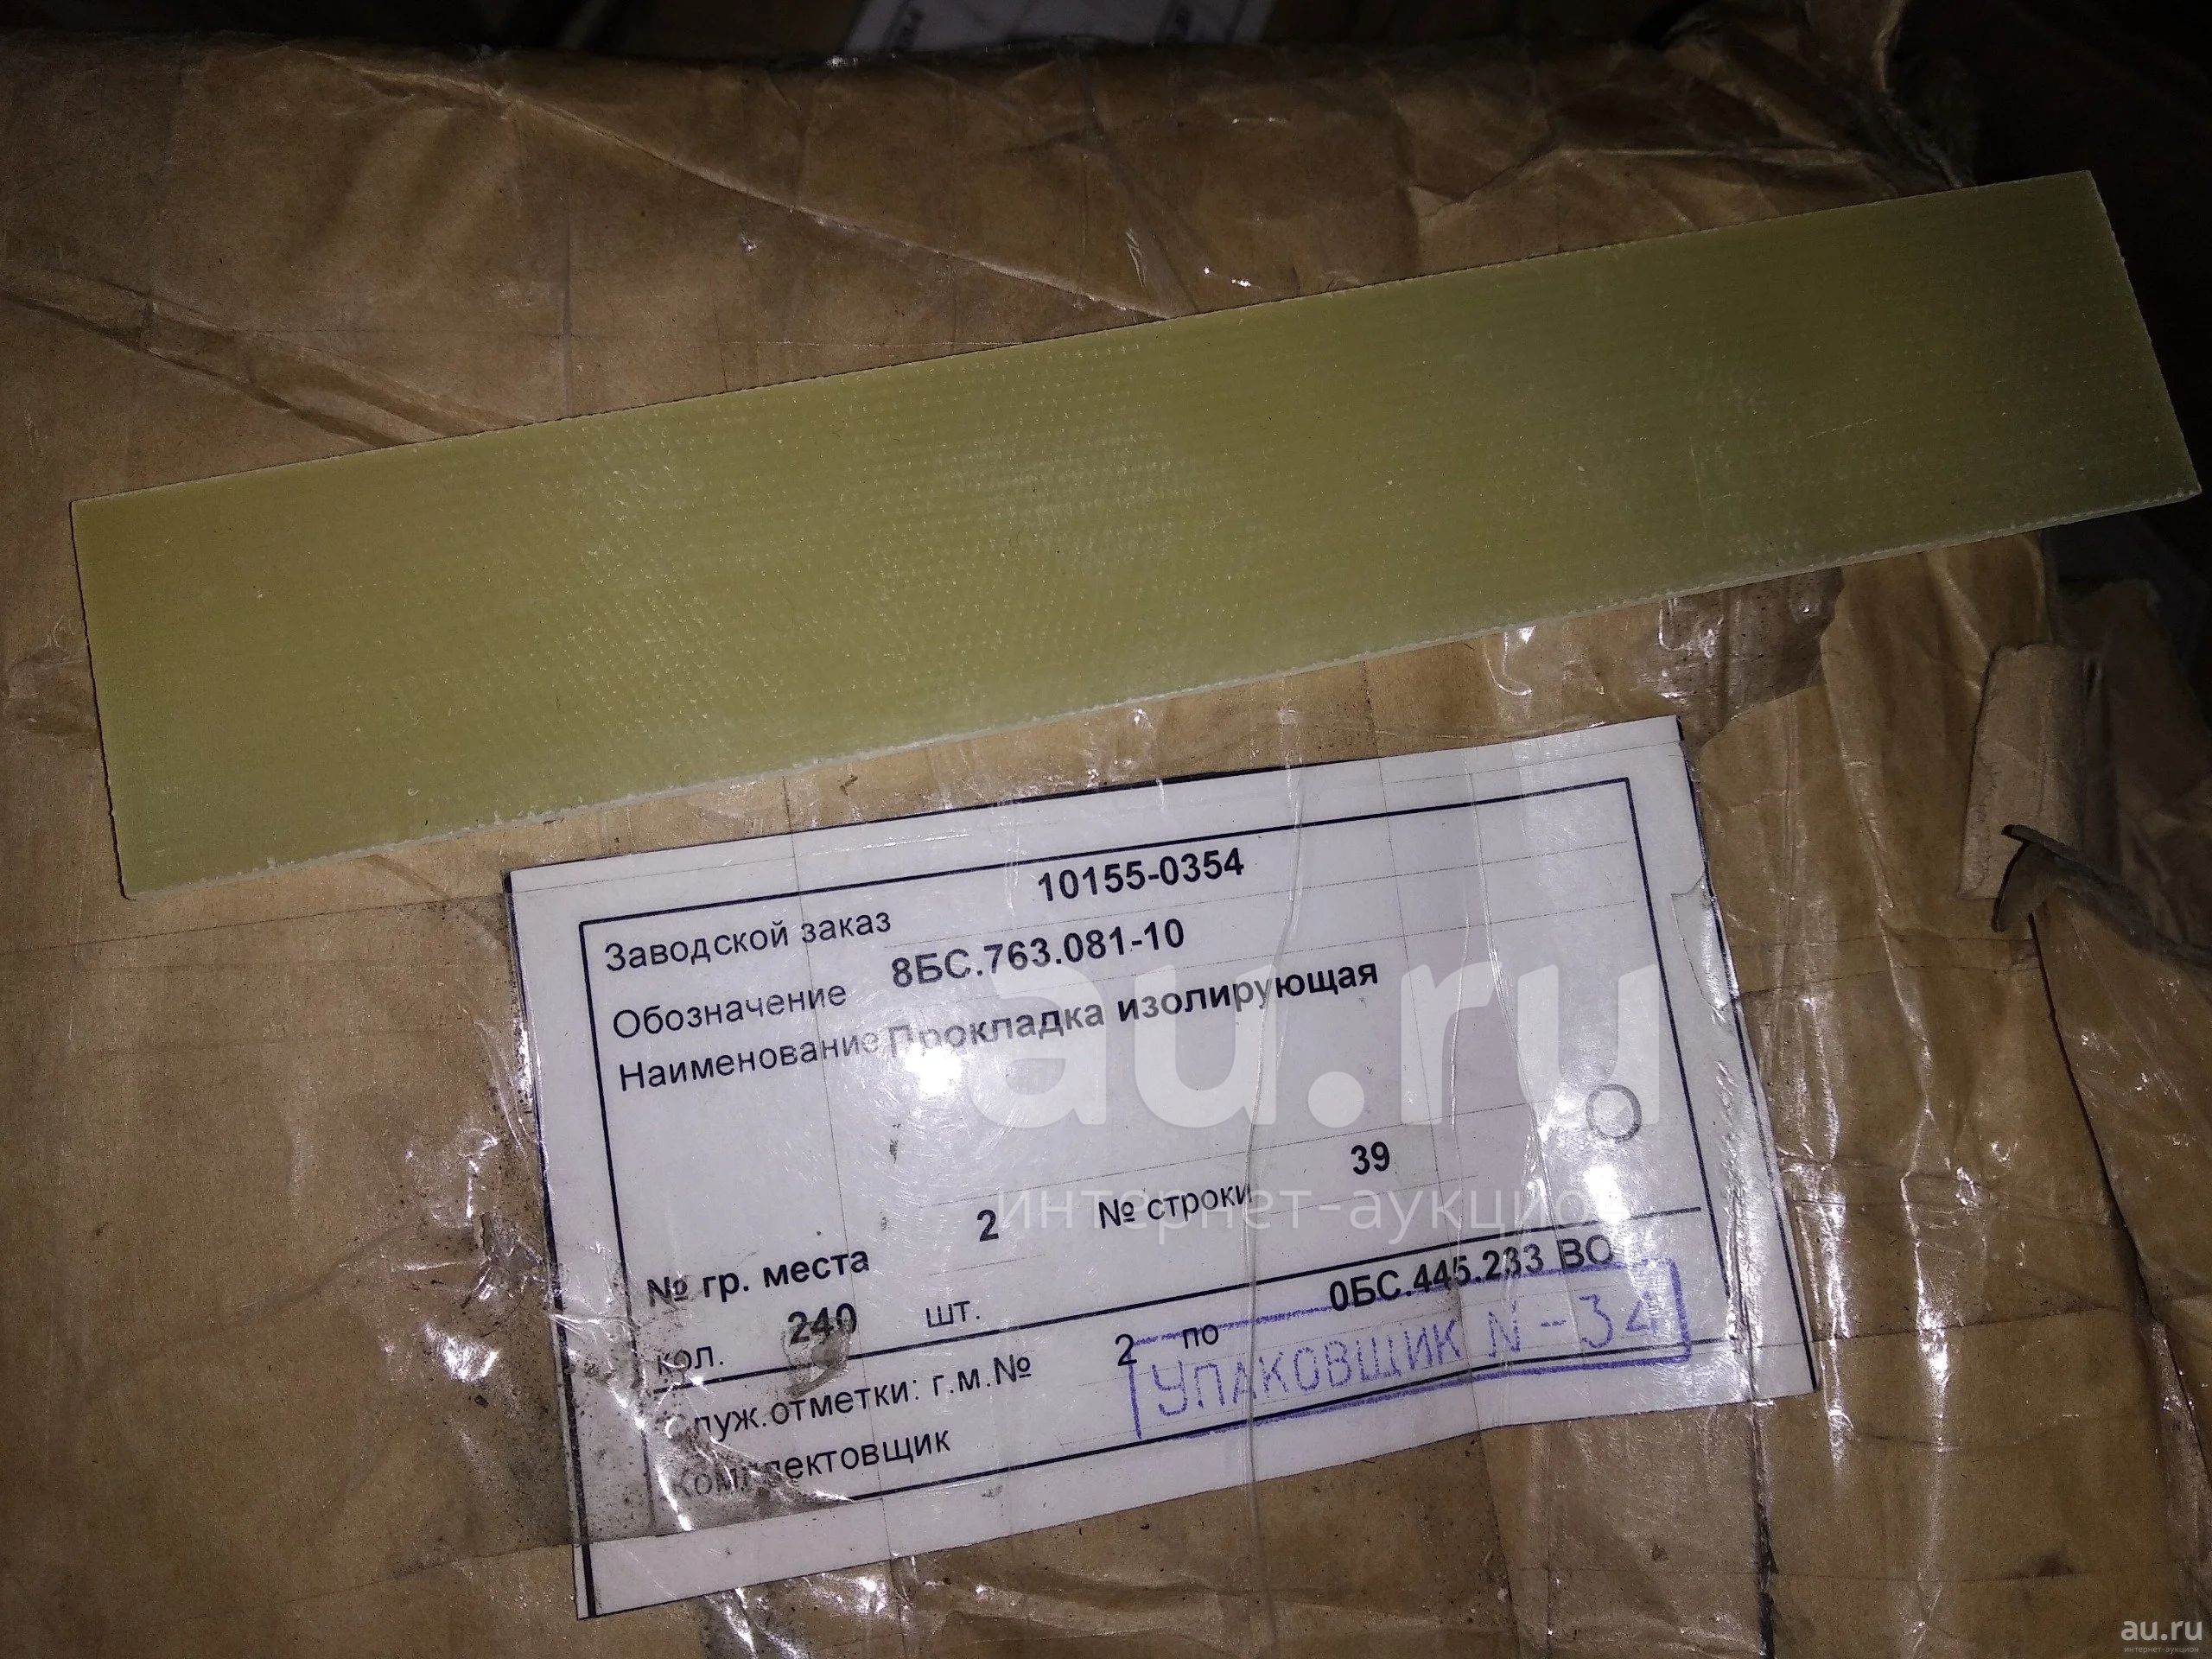 Заводской заказ 10155-0354
Обозначение 8БС.763.081-10
Наименование Прокладка изолирующая
№ гр. места 2 № строки 39
кол. 240 шт.
Служ.отметки: г.м.№ 2 по 0БС.445.233 ВО
Комплектовщик
УПАКОВЩИК N-34
au.ru
интернет-аукцион
au.ru
интернет-аукцион